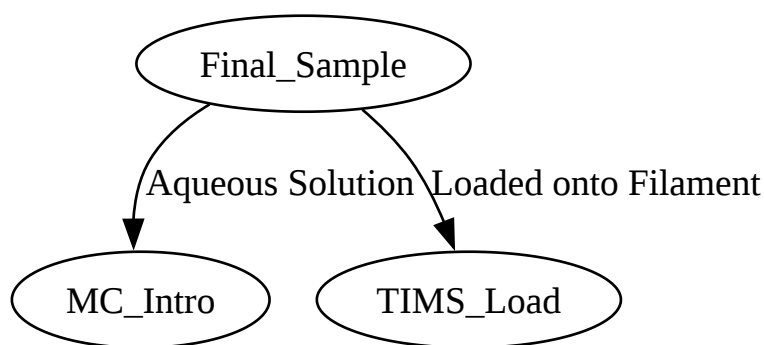 Final_Sample
Aqueous Solution
Loaded onto Filament
MC_Intro
TIMS_Load